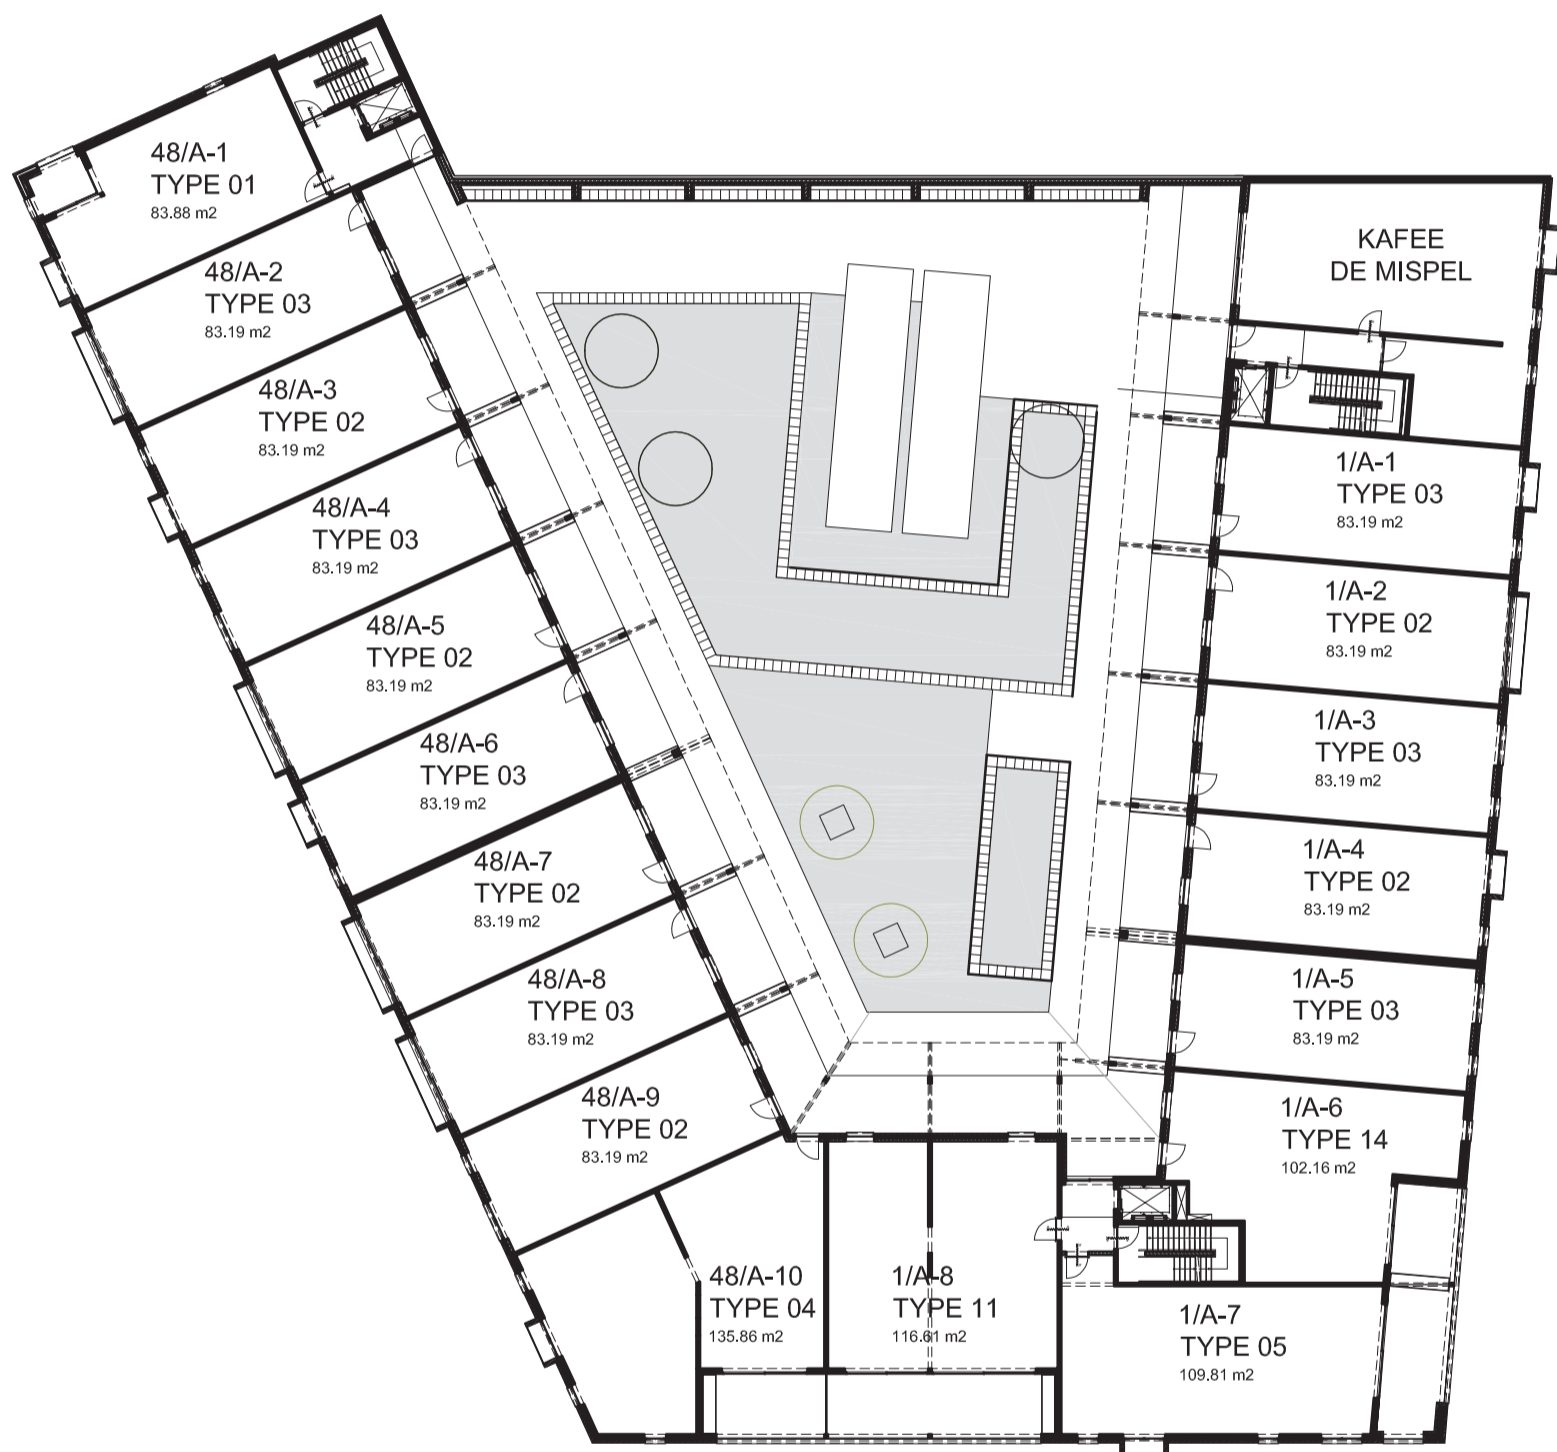 48/A-1
TYPE 01
83.88 m2
48/A-2
TYPE 03
83.19 m2
48/A-3
TYPE 02
83.19 m2
48/A-4
TYPE 03
83.19 m2
48/A-5
TYPE 02
83.19 m2
48/A-6
TYPE 03
83.19 m2
48/A-7
TYPE 02
83.19 m2
48/A-8
TYPE 03
83.19 m2
48/A-9
TYPE 02
83.19 m2
48/A-10
TYPE 04
135.86 m2
1/A-8
TYPE 11
116.61 m2
KAFEE
DE MISPEL
1/A-1
TYPE 03
83.19 m2
1/A-2
TYPE 02
83.19 m2
1/A-3
TYPE 03
83.19 m2
1/A-4
TYPE 02
83.19 m2
1/A-5
TYPE 03
83.19 m2
1/A-6
TYPE 14
102.16 m2
1/A-7
TYPE 05
109.81 m2